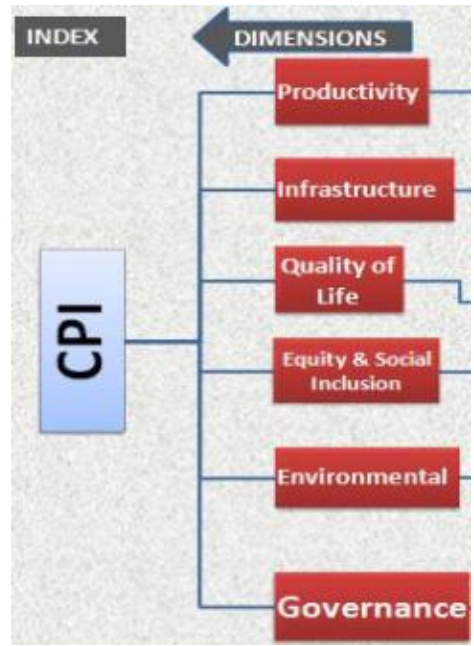 INDEX
DIMENSIONS
Productivity
Infrastructure
Quality of
Life
CPI
Equity & Social
Inclusion
Environmental
Governance